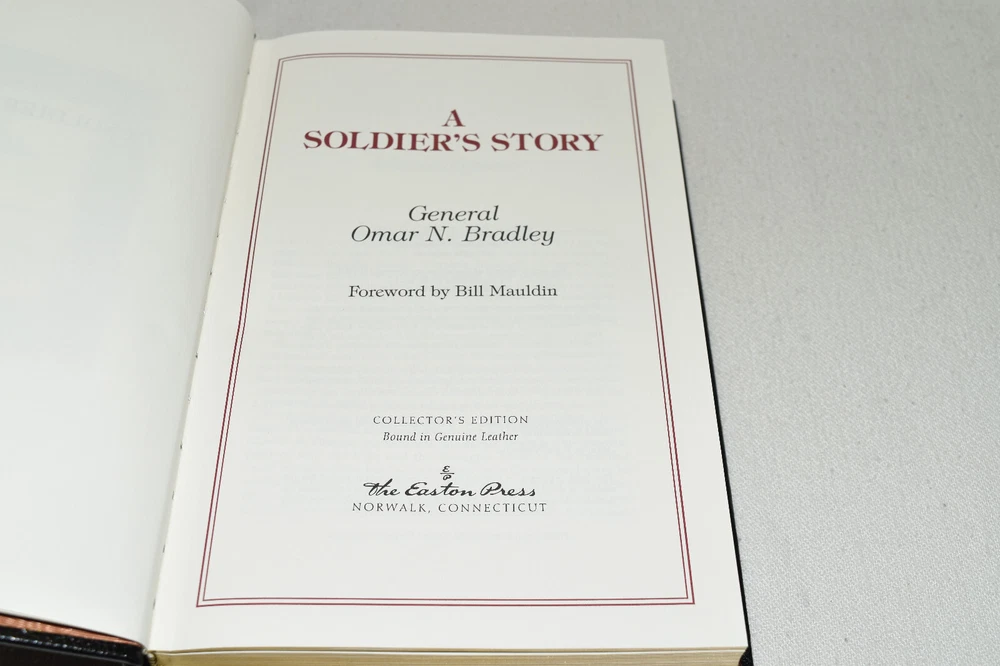 A
SOLDIER'S STORY
General
Omar N. Bradley
Foreword by Bill Mauldin
COLLECTOR'S EDITION
Bound in Genuine Leather
E
P
The Easton Press
NORWALK, CONNECTICUT